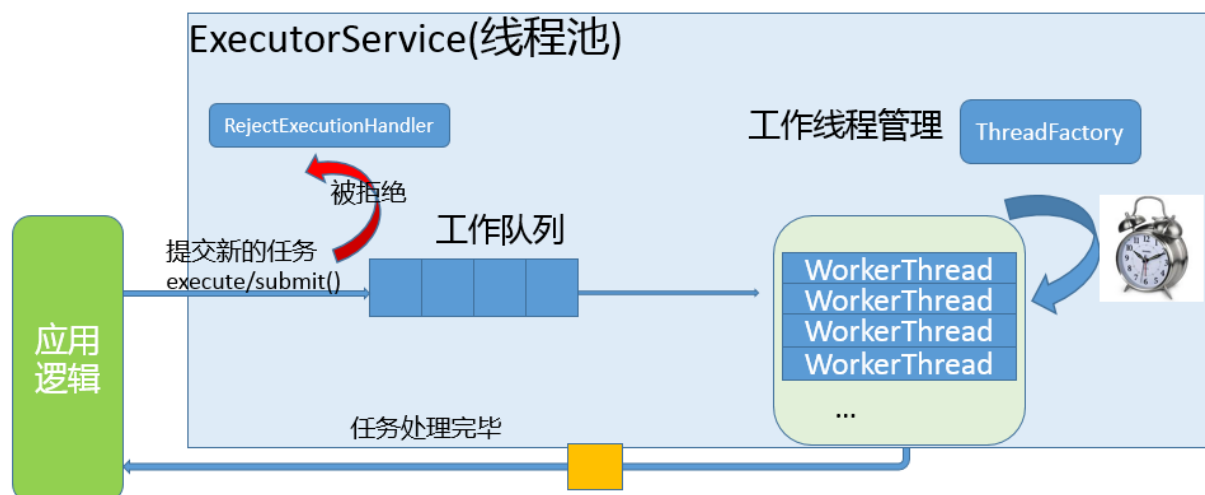 ExecutorService(线程池)
RejectExecutionHandler
工作线程管理
ThreadFactory
被拒绝
工作队列
提交新的任务
execute/submit()
应用
逻辑
WorkerThread
WorkerThread
WorkerThread
WorkerThread
...
任务处理完毕